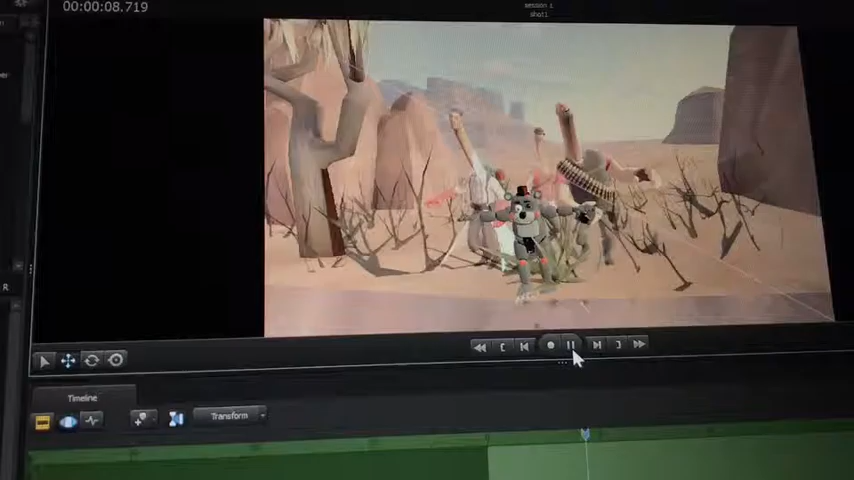 00:00:08.719
session 1
shot1
R
Timeline
Transform